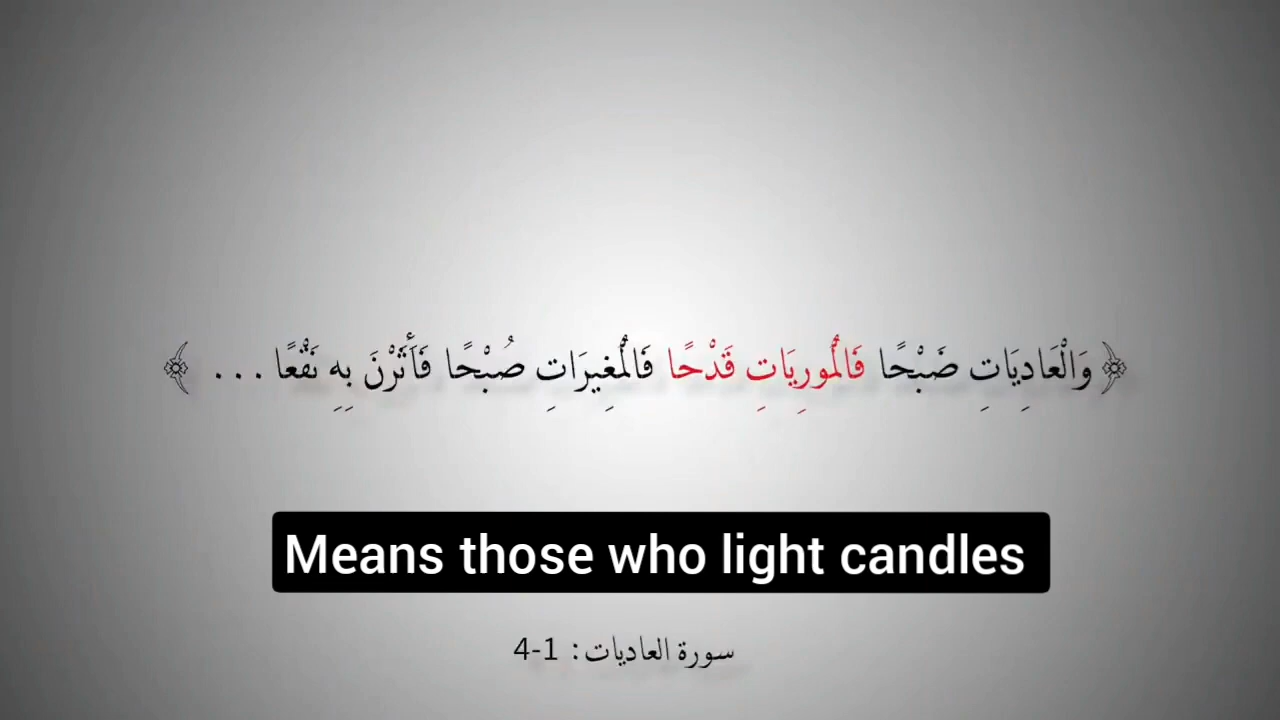 ﴿ وَالْعَادِيَاتِ ضَبْحًا فَالْمُورِيَاتِ قَدْحًا فَالْمُغِيرَاتِ صُبْحًا فَأَثَرْنَ بِهِ نَقْعًا . . . ﴾
Means those who light candles
سورة العاديات: 1-4